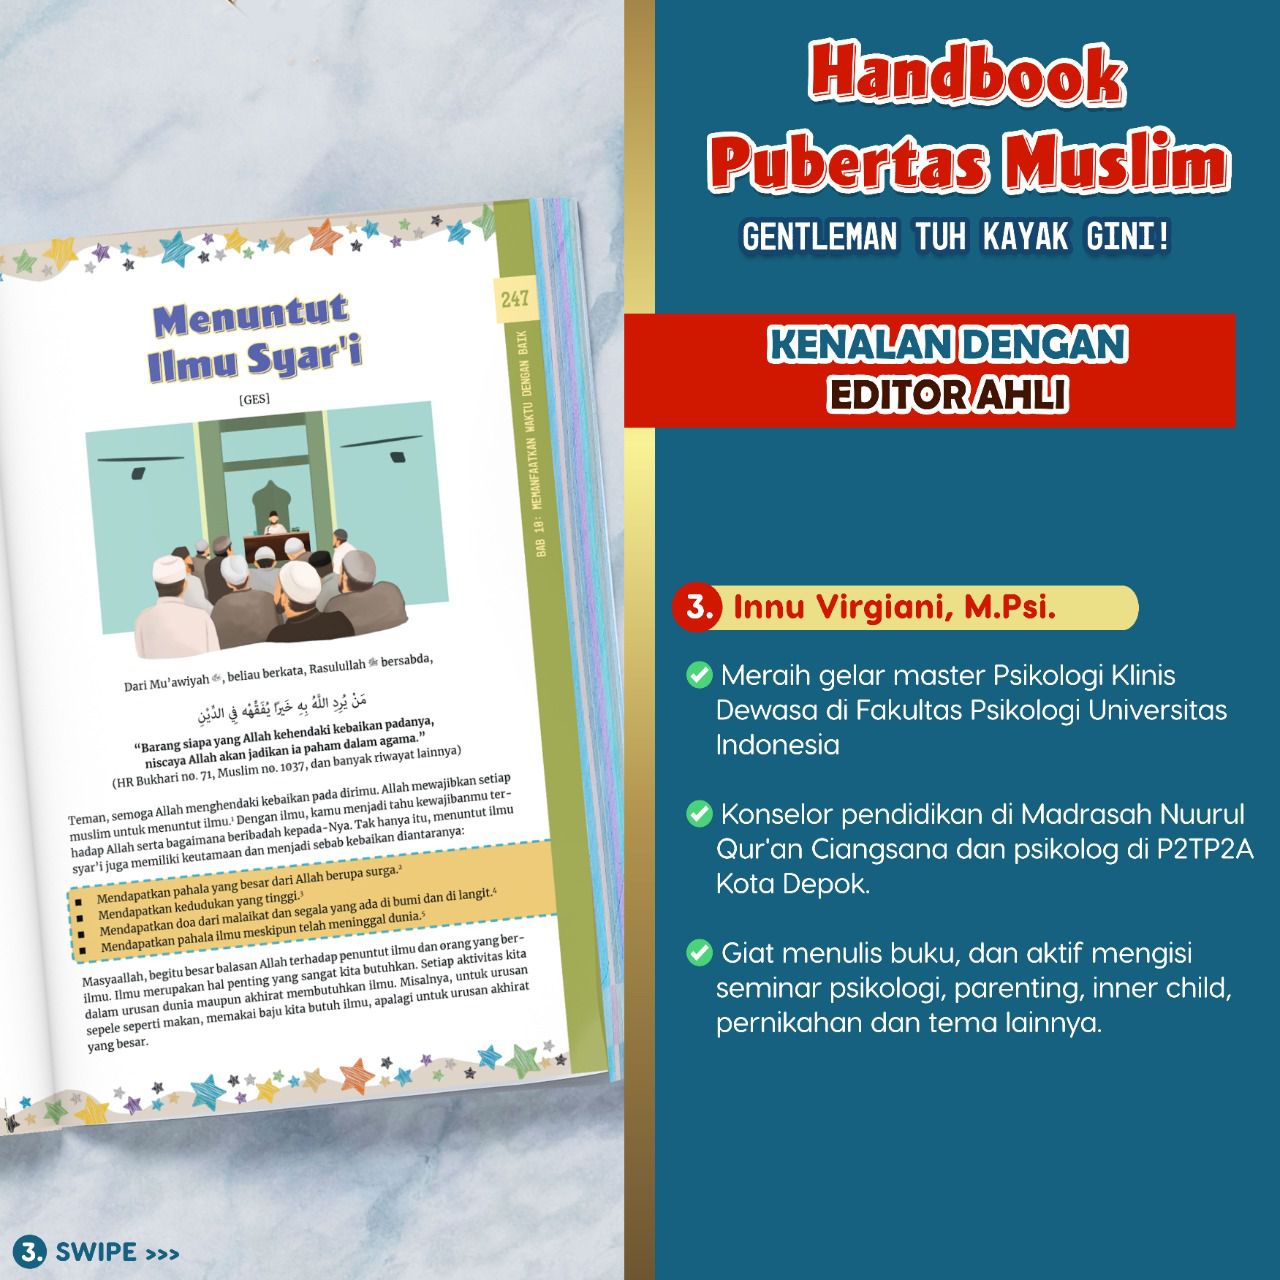 247
BAB 10: MEMANFAATKAN WAKTU DENGAN BAIK
Menuntut
Ilmu Syar'i
[GES]
Dari Mu'awiyah, beliau berkata, Rasulullah ﷺ bersabda,
مَنْ يُرِدِ اللَّهُ بِهِ خَيْرًا يُفَقِّهْهُ فِي الدِّيْنِ
“Barang siapa yang Allah kehendaki kebaikan padanya,
niscaya Allah akan jadikan ia paham dalam agama.”
(HR Bukhari no. 71, Muslim no. 1037, dan banyak riwayat lainnya)
Teman, semoga Allah menghendaki kebaikan pada dirimu. Allah mewajibkan setiap
muslim untuk menuntut ilmu.¹ Dengan ilmu, kamu menjadi tahu kewajibanmu ter-
hadap Allah serta bagaimana beribadah kepada-Nya. Tak hanya itu, menuntut ilmu
syar'i juga memiliki keutamaan dan menjadi sebab kebaikan diantaranya:
■ Mendapatkan pahala yang besar dari Allah berupa surga.²
■ Mendapatkan kedudukan yang tinggi.³
■ Mendapatkan doa dari malaikat dan segala yang ada di bumi dan di langit.⁴
■ Mendapatkan pahala ilmu meskipun telah meninggal dunia.⁵
Masyaallah, begitu besar balasan Allah terhadap penuntut ilmu dan orang yang ber-
ilmu. Ilmu merupakan hal penting yang sangat kita butuhkan. Setiap aktivitas kita
dalam urusan dunia maupun akhirat membutuhkan ilmu. Misalnya, untuk urusan
sepele seperti makan, memakai baju kita butuh ilmu, apalagi untuk urusan akhirat
yang besar.
3. SWIPE >>>
Handbook
Pubertas Muslim
GENTLEMAN TUH KAYAK GINI!
KENALAN DENGAN
EDITOR AHLI
3. Innu Virgiani, M.Psi.
Meraih gelar master Psikologi Klinis
Dewasa di Fakultas Psikologi Universitas
Indonesia
Konselor pendidikan di Madrasah Nuurul
Qur'an Ciangsana dan psikolog di P2TP2A
Kota Depok.
Giat menulis buku, dan aktif mengisi
seminar psikologi, parenting, inner child,
pernikahan dan tema lainnya.